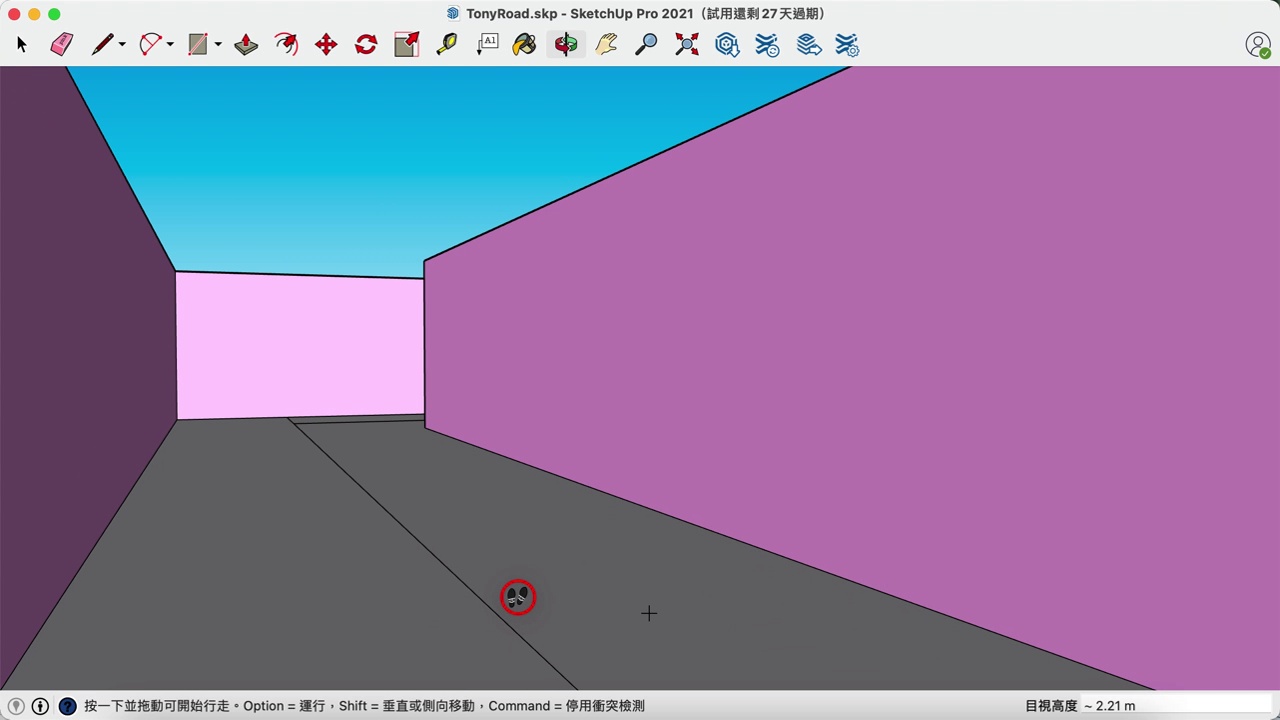 TonyRoad.skp - SketchUp Pro 2021（試用還剩 27 天過期）
A1
?
按一下並拖動可開始行走。Option = 運行，Shift = 垂直或側向移動，Command = 停用衝突檢測
目視高度 ~ 2.21 m